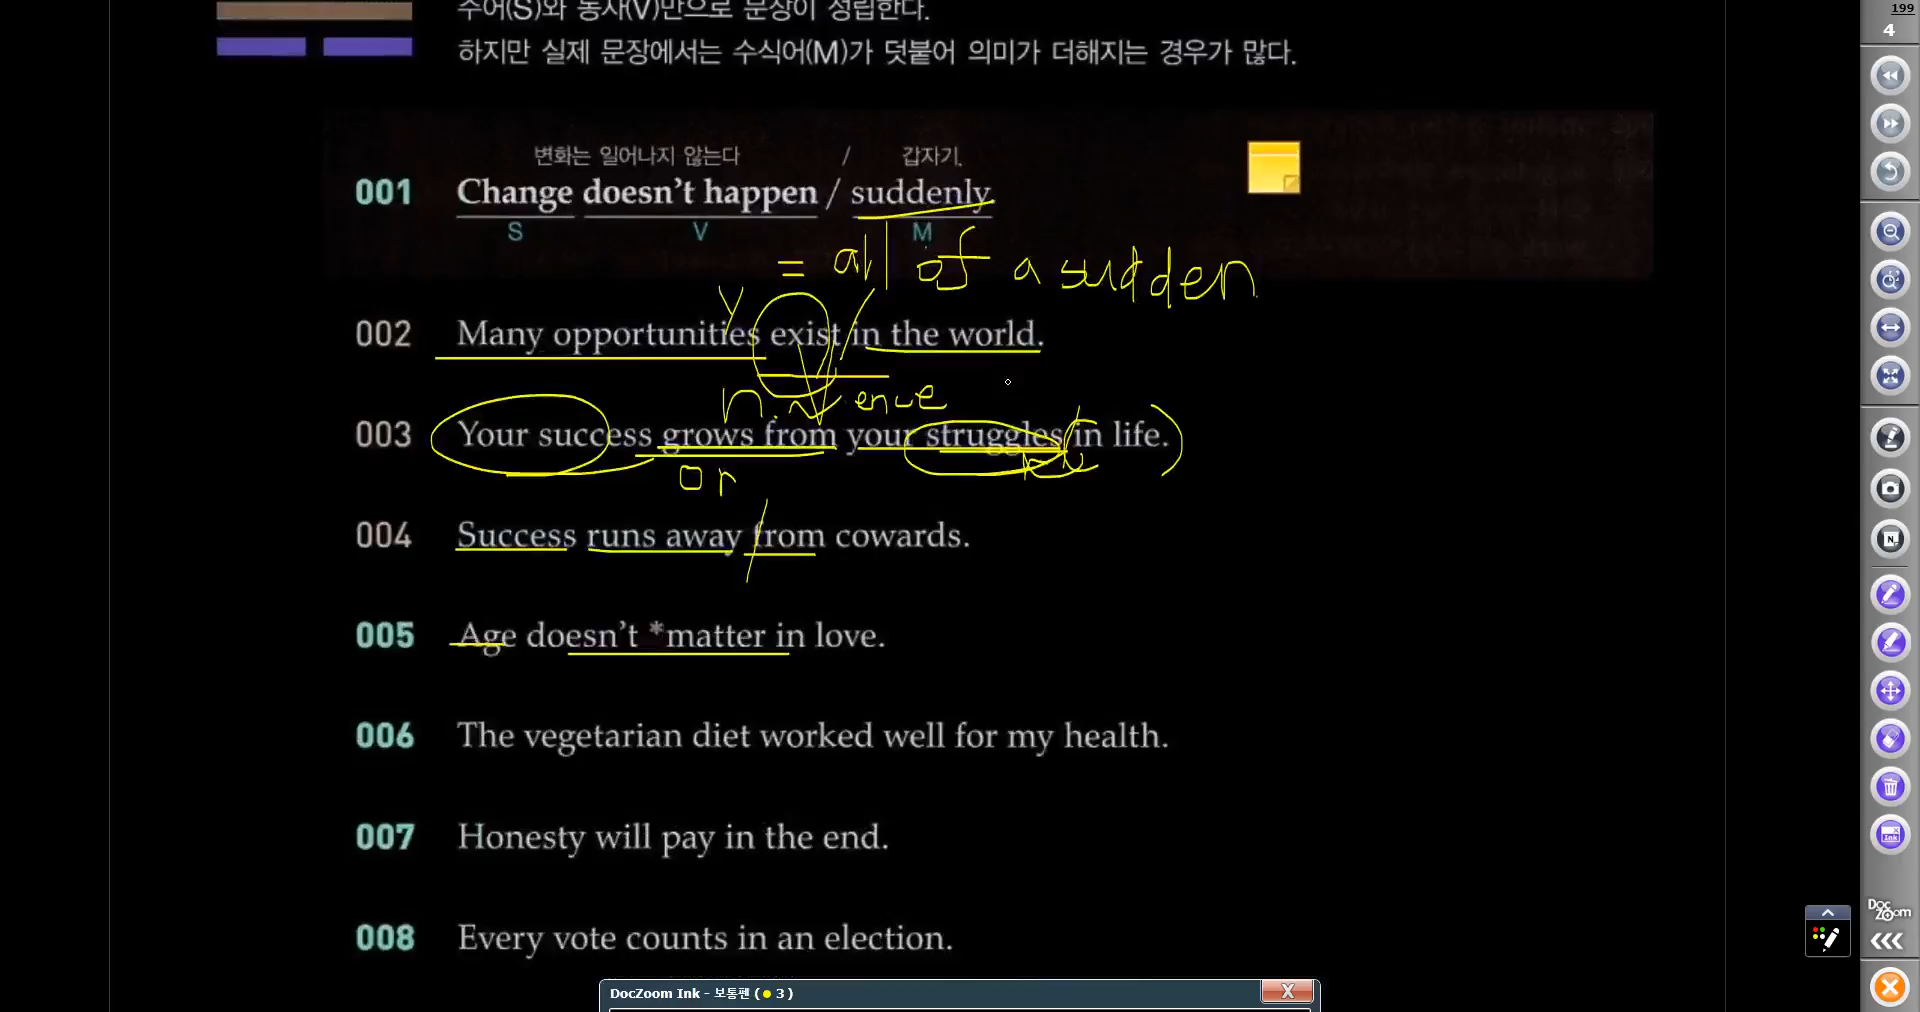 199
4
주어(S)와 동사(V)만으로 문장이 성립한다.
하지만 실제 문장에서는 수식어(M)가 덧붙어 의미가 더해지는 경우가 많다.
변화는 일어나지 않는다 / 갑자기.
001 Change doesn't happen / suddenly.
S V M
= all of a sudden
002 Many opportunities exist in the world.
n. ence
003 Your success grows from your struggles in life.
004 Success runs away from cowards.
005 Age doesn't *matter in love.
006 The vegetarian diet worked well for my health.
007 Honesty will pay in the end.
008 Every vote counts in an election.
DocZoom
DocZoom Ink - 보통펜 ( 3 )